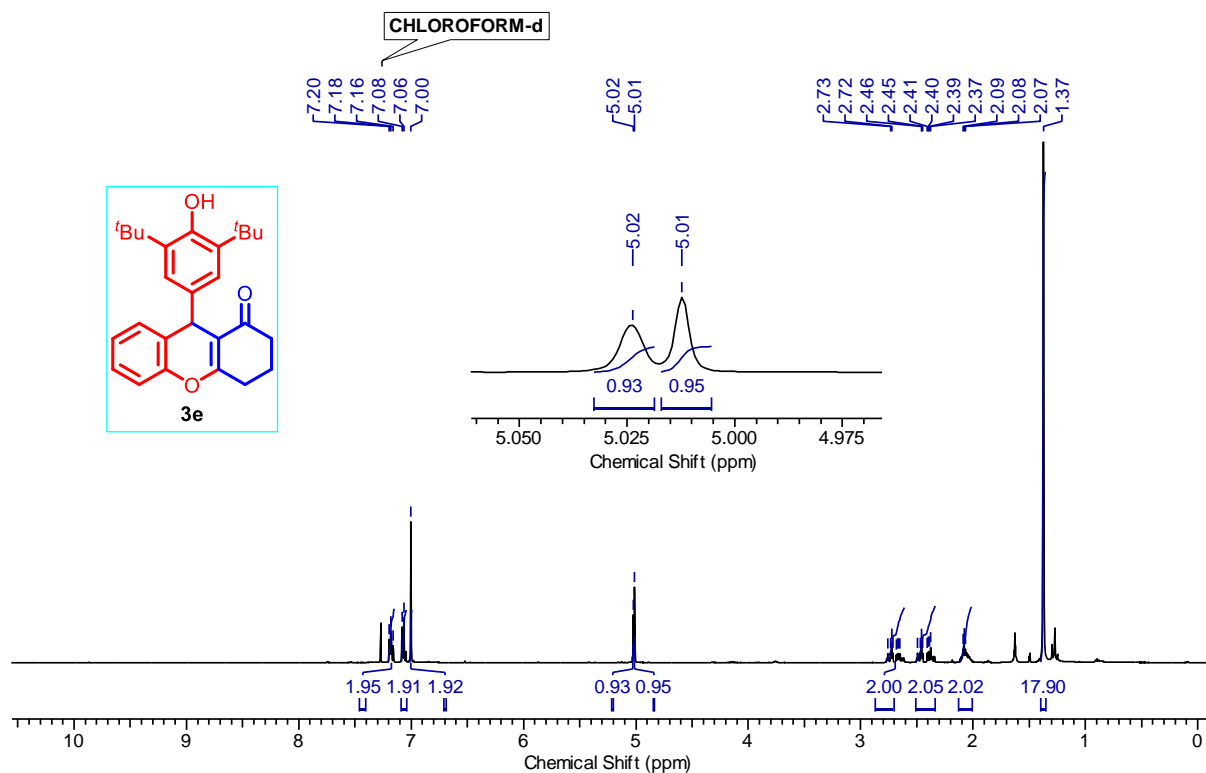 CHLOROFORM-d
7.20
7.18
7.16
7.08
7.06
7.00
5.02
5.01
2.73
2.72
2.46
2.45
2.41
2.40
2.39
2.37
2.09
2.08
2.07
1.37
OH
tBu
tBu
O
O
3e
5.02
5.01
0.93 0.95
5.050 5.025 5.000 4.975
Chemical Shift (ppm)
1.95 1.91 1.92 0.93 0.95 2.00 2.05 2.02 17.90
10 9 8 7 6 5 4 3 2 1 0
Chemical Shift (ppm)